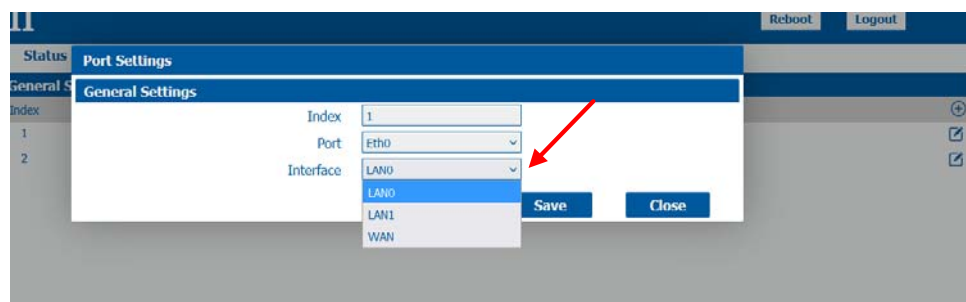 Reboot Logout
Status
Port Settings
General S
General Settings
Index
Index 1
1
Port Eth0
2
Interface LAN0
LAN0
LAN1
WAN
Save Close